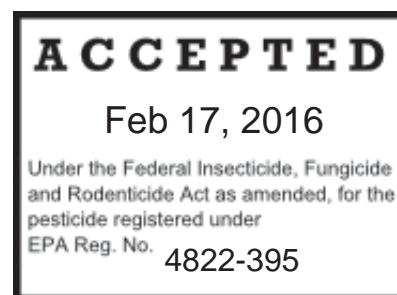 ACCEPTED
Feb 17, 2016
Under the Federal Insecticide, Fungicide
and Rodenticide Act as amended, for the
pesticide registered under
EPA Reg. No. 4822-395